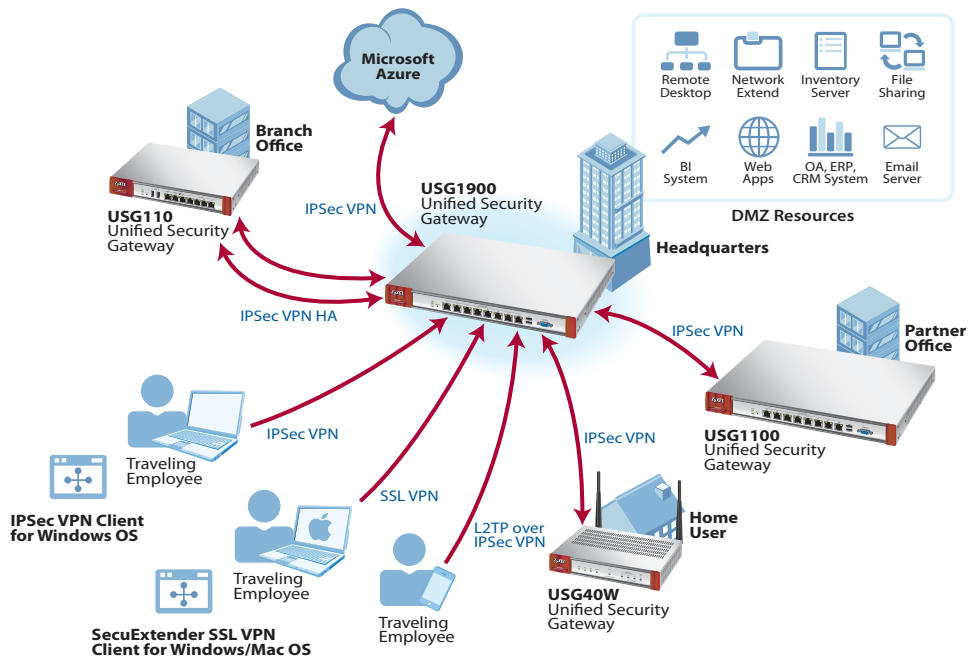 Microsoft
Azure
Remote
Desktop
Network
Extend
Inventory
Server
File
Sharing
BI
System
Web
Apps
OA, ERP,
CRM System
Email
Server
DMZ Resources
Branch
Office
USG110
Unified Security
Gateway
IPSec VPN
USG1900
Unified Security
Gateway
Headquarters
IPSec VPN HA
IPSec VPN
Partner
Office
USG1100
Unified Security
Gateway
IPSec VPN
Traveling
Employee
IPSec VPN Client
for Windows OS
SSL VPN
Traveling
Employee
SecuExtender SSL VPN
Client for Windows/Mac OS
L2TP over
IPSec VPN
Traveling
Employee
IPSec VPN
Home
User
USG40W
Unified Security
Gateway